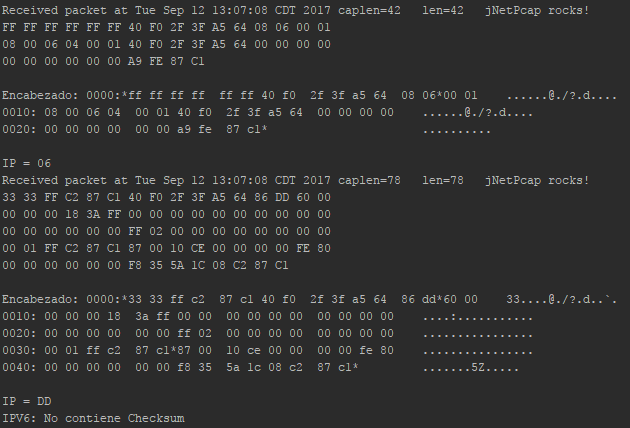 Received packet at Tue Sep 12 13:07:08 CDT 2017 caplen=42 len=42 jNetPcap rocks!
FF FF FF FF FF FF 40 F0 2F 3F A5 64 08 06 00 01
08 00 06 04 00 01 40 F0 2F 3F A5 64 00 00 00 00
00 00 00 00 00 00 A9 FE 87 C1
Encabezado: 0000:*ff ff ff ff ff ff 40 f0 2f 3f a5 64 08 06*00 01 ......@./?.d....
0010: 08 00 06 04 00 01 40 f0 2f 3f a5 64 00 00 00 00 ......@./?.d....
0020: 00 00 00 00 00 00 a9 fe 87 c1* ..........
IP = 06
Received packet at Tue Sep 12 13:07:08 CDT 2017 caplen=78 len=78 jNetPcap rocks!
33 33 FF C2 87 C1 40 F0 2F 3F A5 64 86 DD 60 00
00 00 00 18 3A FF 00 00 00 00 00 00 00 00 00 00
00 00 00 00 00 00 FF 02 00 00 00 00 00 00 00 00
00 01 FF C2 87 C1 87 00 10 CE 00 00 00 00 FE 80
00 00 00 00 00 00 F8 35 5A 1C 08 C2 87 C1
Encabezado: 0000:*33 33 ff c2 87 c1 40 f0 2f 3f a5 64 86 dd*60 00 33....@./?.d..`.
0010: 00 00 00 18 3a ff 00 00 00 00 00 00 00 00 00 00 ....:...........
0020: 00 00 00 00 00 00 ff 02 00 00 00 00 00 00 00 00 ................
0030: 00 01 ff c2 87 c1*87 00 10 ce 00 00 00 00 fe 80 ................
0040: 00 00 00 00 00 00 f8 35 5a 1c 08 c2 87 c1* .......5Z.....
IP = DD
IPV6: No contiene Checksum